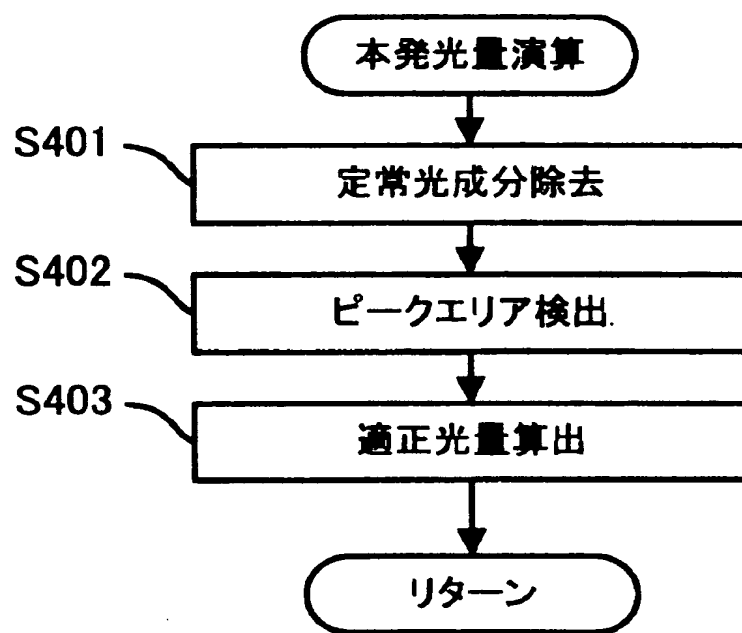 本発光量演算
S401
定常光成分除去
S402
ピークエリア検出
S403
適正光量算出
リターン